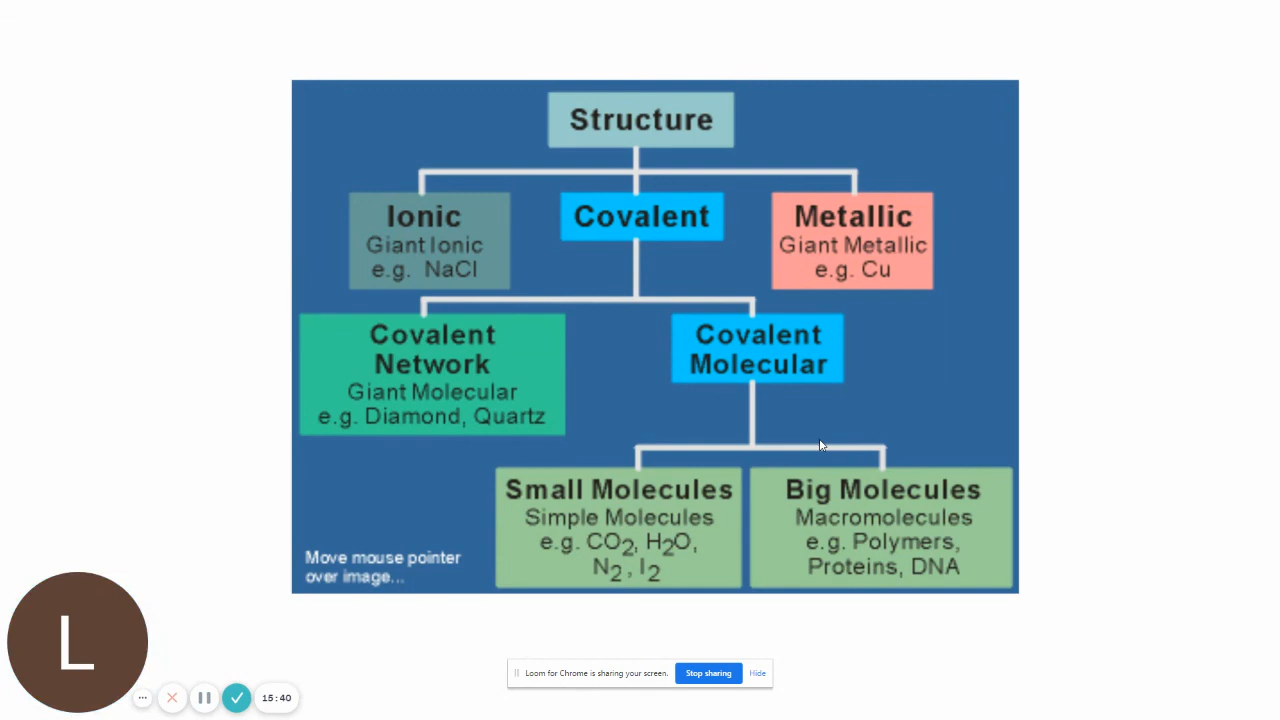 Structure
Ionic
Giant Ionic
e.g. NaCl
Covalent
Metallic
Giant Metallic
e.g. Cu
Covalent
Network
Giant Molecular
e.g. Diamond, Quartz
Covalent
Molecular
Small Molecules
Simple Molecules
e.g. CO2, H2O,
N2 , I2
Big Molecules
Macromolecules
e.g. Polymers,
Proteins, DNA
Move mouse pointer
over image...
L
15:40
Loom for Chrome is sharing your screen.
Stop sharing
Hide